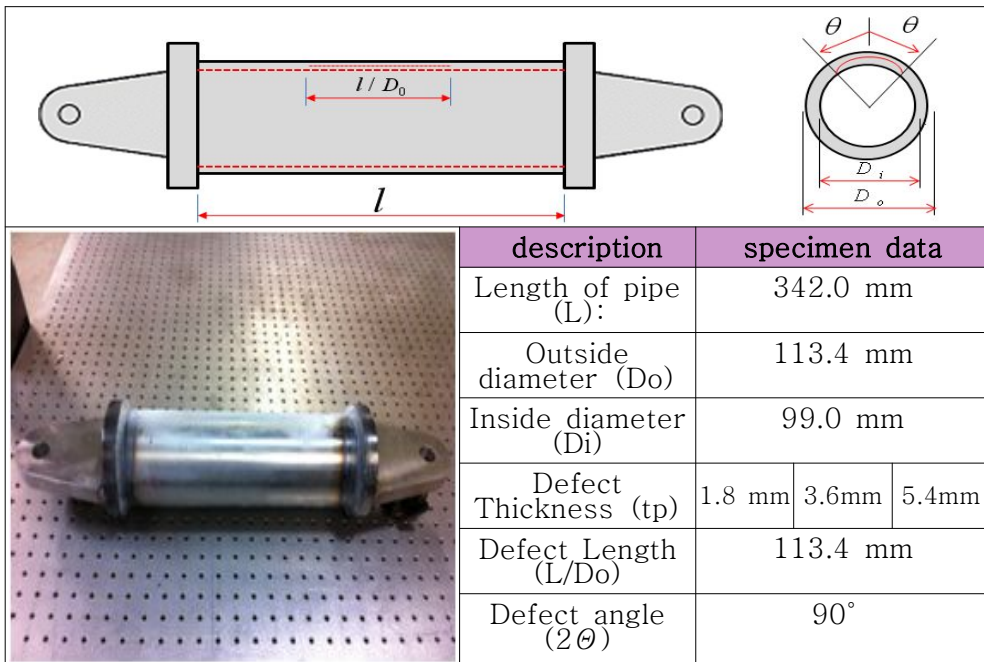 θ θ
l / D₀
l
D i
D o
description specimen data
Length of pipe
(L):
342.0 mm
Outside
diameter (Do)
113.4 mm
Inside diameter
(Di)
99.0 mm
Defect
Thickness (tp)
1.8 mm 3.6mm 5.4mm
Defect Length
(L/Do)
113.4 mm
Defect angle
(2Θ)
90°